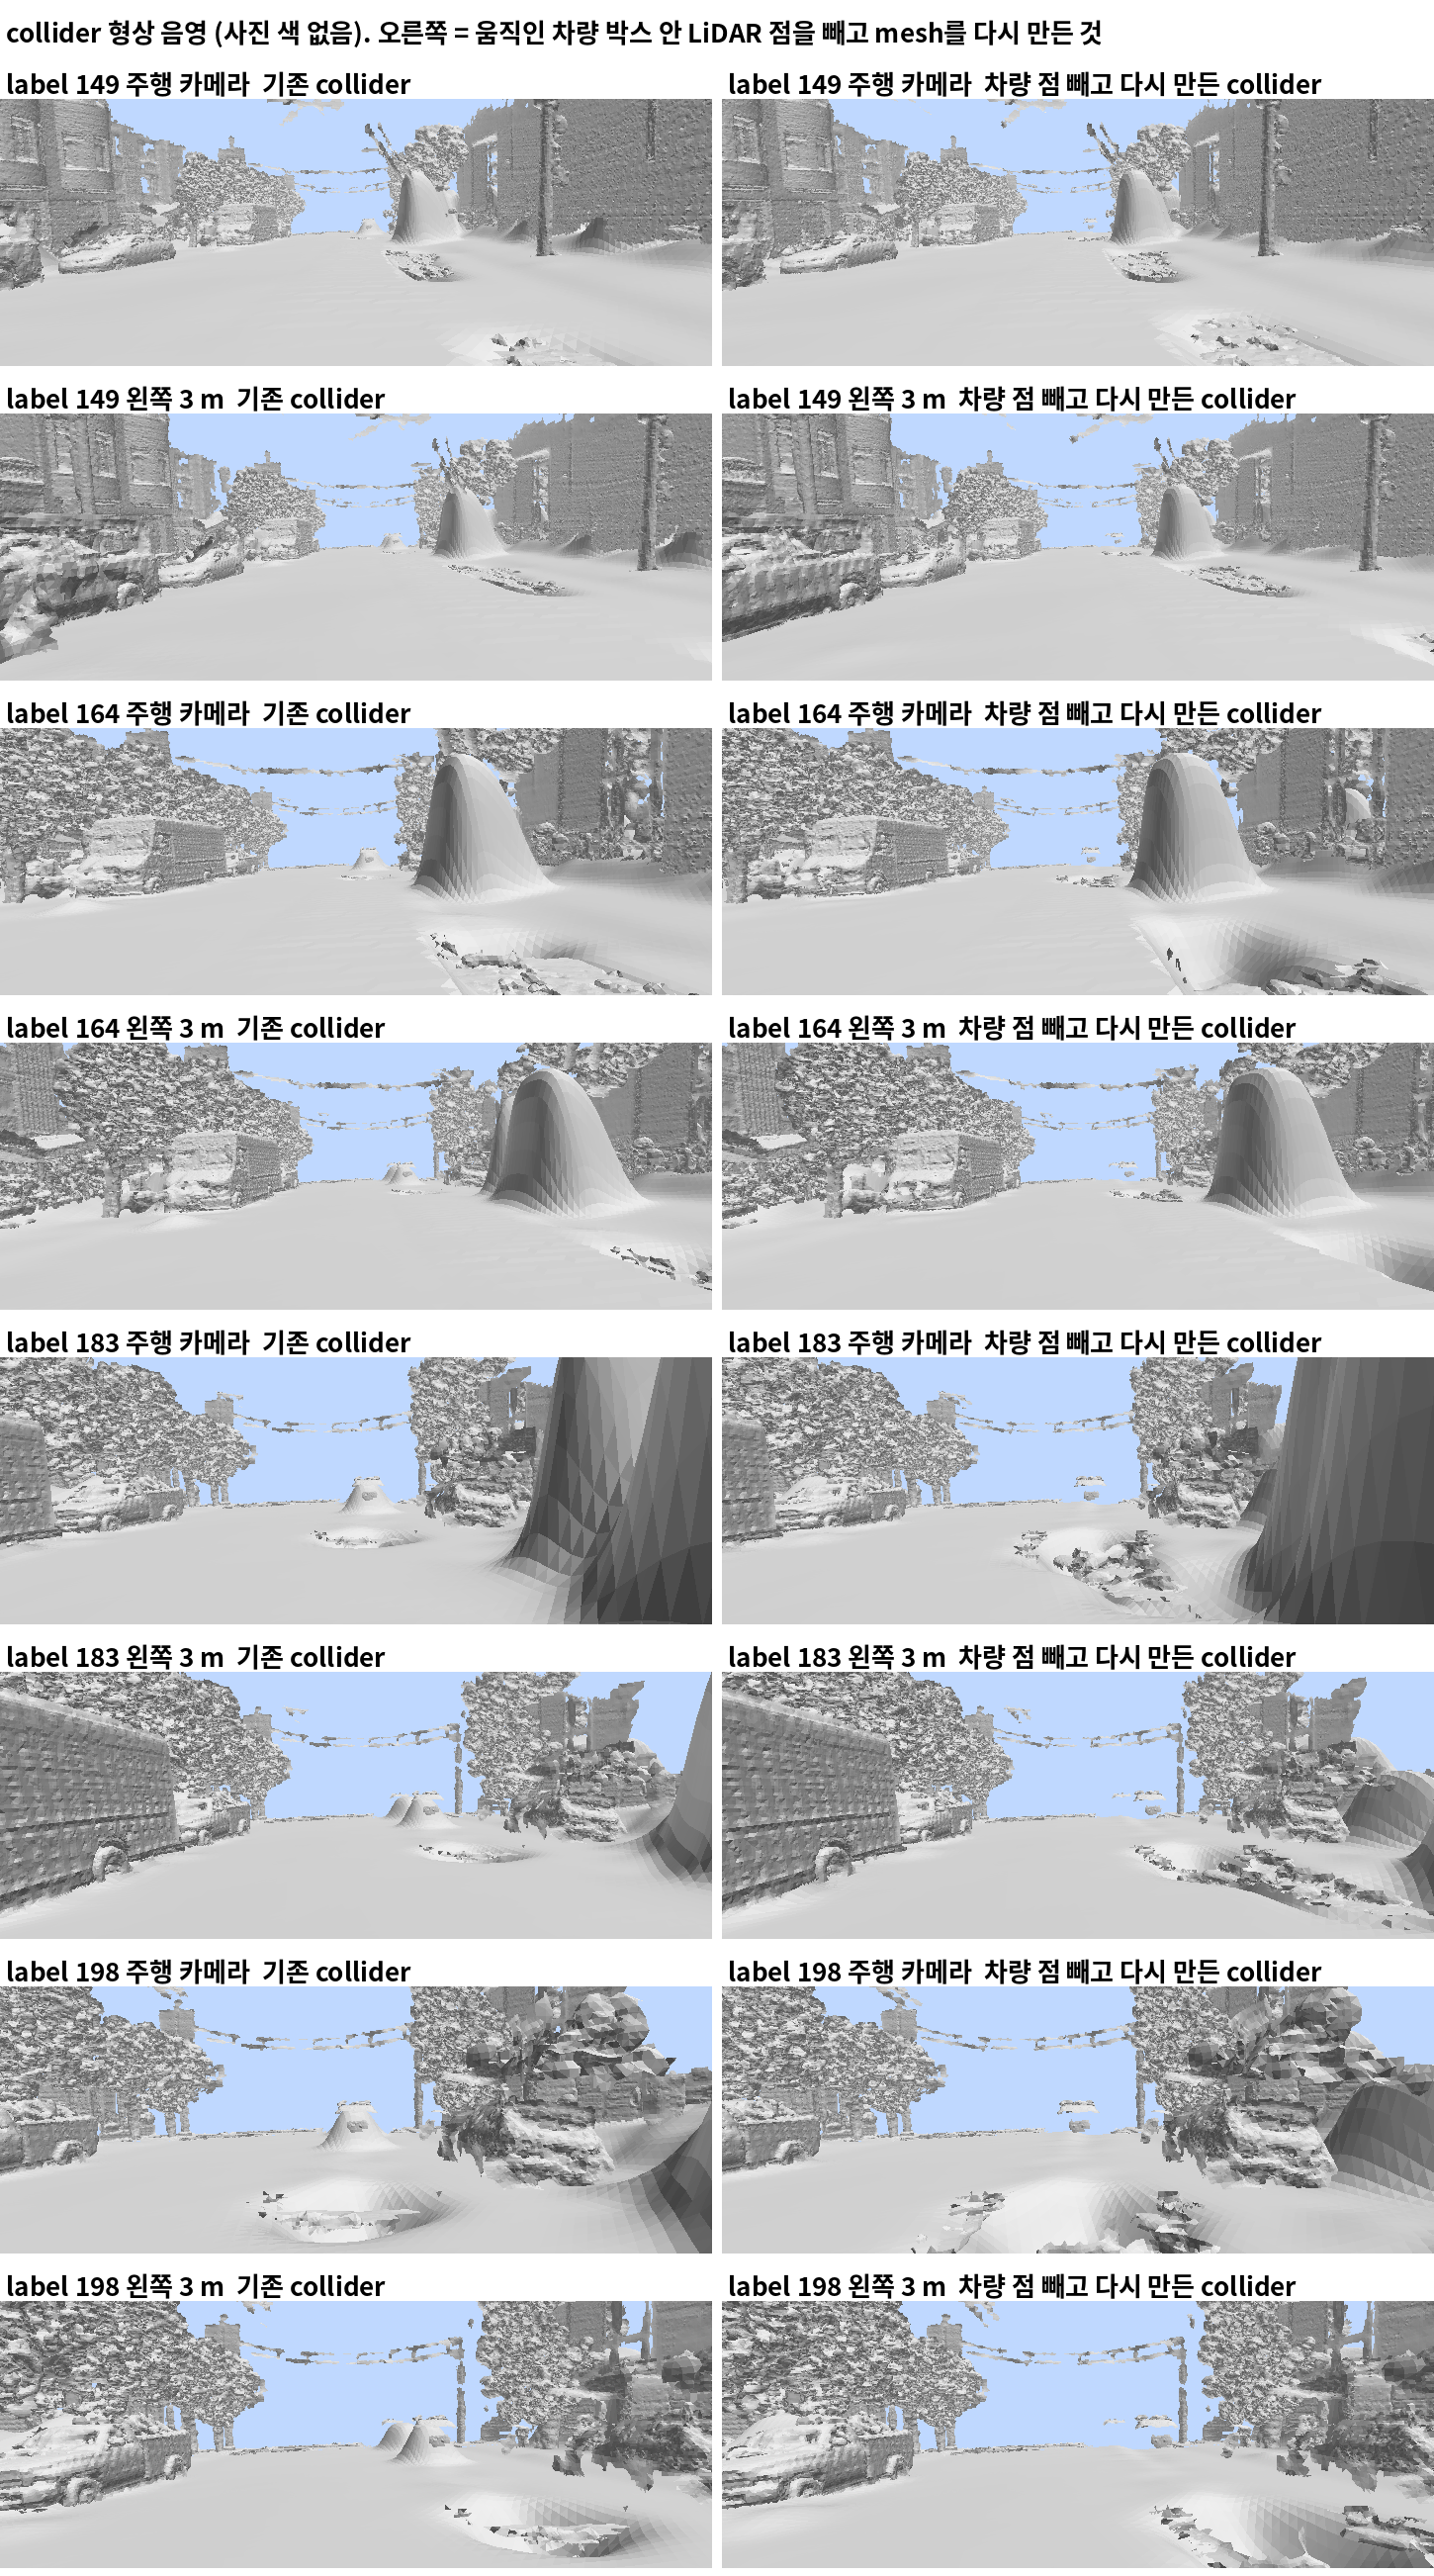 collider 형상 음영 (사진 색 없음). 오른쪽 = 움직인 차량 박스 안 LiDAR 점을 빼고 mesh를 다시 만든 것
label 149 주행 카메라 기존 collider
label 149 주행 카메라 차량 점 빼고 다시 만든 collider
label 149 왼쪽 3 m 기존 collider
label 149 왼쪽 3 m 차량 점 빼고 다시 만든 collider
label 164 주행 카메라 기존 collider
label 164 주행 카메라 차량 점 빼고 다시 만든 collider
label 164 왼쪽 3 m 기존 collider
label 164 왼쪽 3 m 차량 점 빼고 다시 만든 collider
label 183 주행 카메라 기존 collider
label 183 주행 카메라 차량 점 빼고 다시 만든 collider
label 183 왼쪽 3 m 기존 collider
label 183 왼쪽 3 m 차량 점 빼고 다시 만든 collider
label 198 주행 카메라 기존 collider
label 198 주행 카메라 차량 점 빼고 다시 만든 collider
label 198 왼쪽 3 m 기존 collider
label 198 왼쪽 3 m 차량 점 빼고 다시 만든 collider